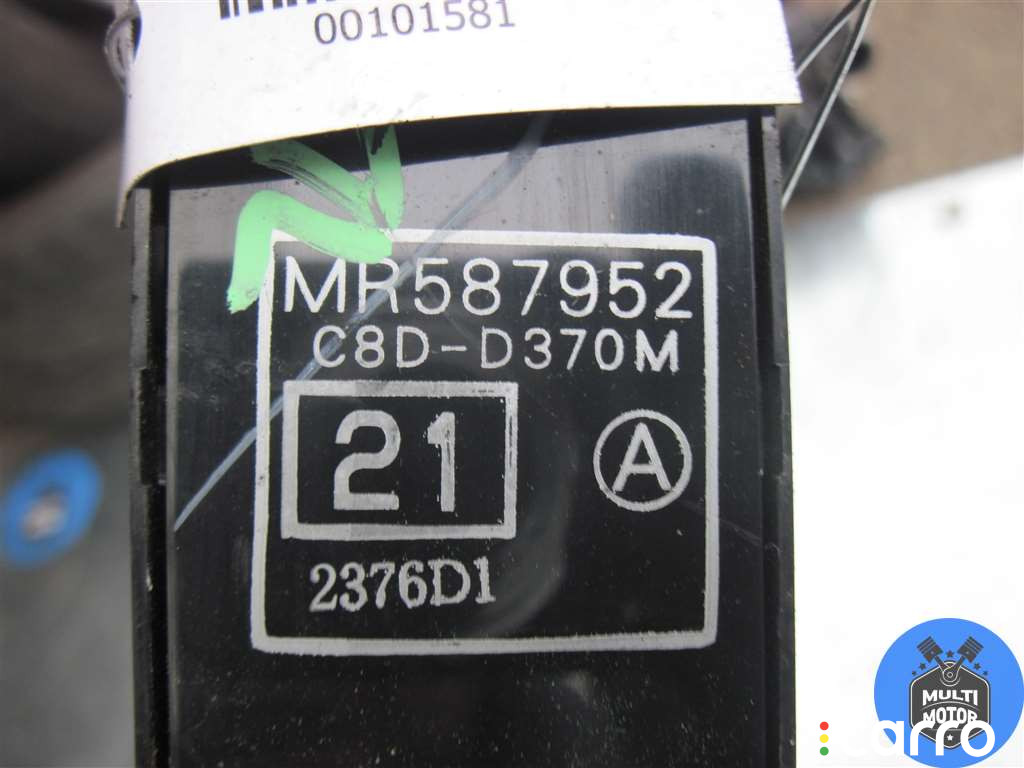 00101581
MR587952
C8D-D370M
21
A
2376D1
MULTI
MOTOR
carro